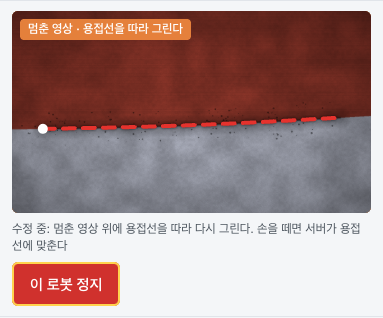 멈춘 영상 · 용접선을 따라 그린다
수정 중: 멈춘 영상 위에 용접선을 따라 다시 그린다. 손을 떼면 서버가 용접
선에 맞춘다
이 로봇 정지